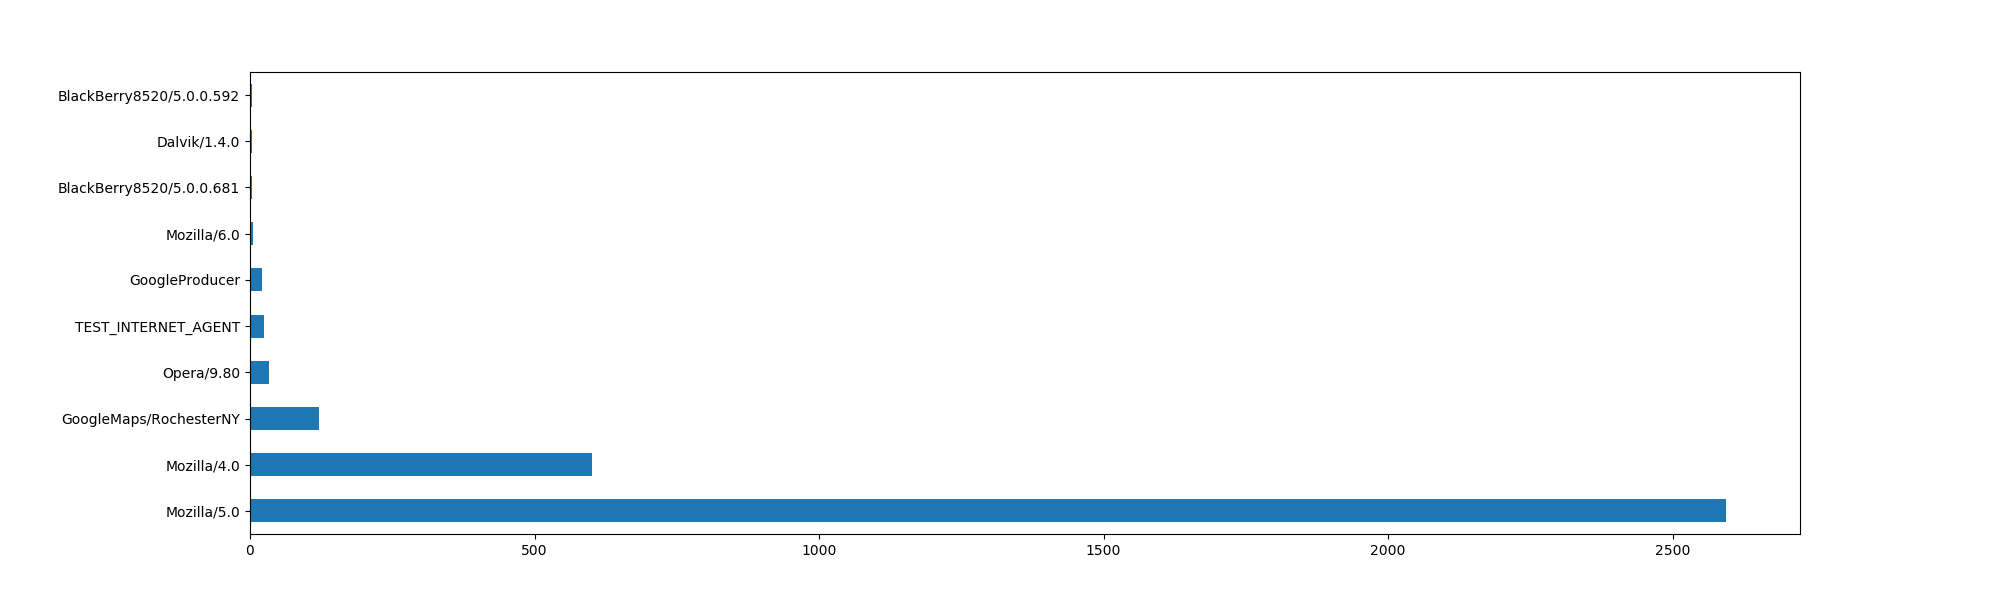 BlackBerry8520/5.0.0.592
Dalvik/1.4.0
BlackBerry8520/5.0.0.681
Mozilla/6.0
GoogleProducer
TEST_INTERNET_AGENT
Opera/9.80
GoogleMaps/RochesterNY
Mozilla/4.0
Mozilla/5.0
0 500 1000 1500 2000 2500